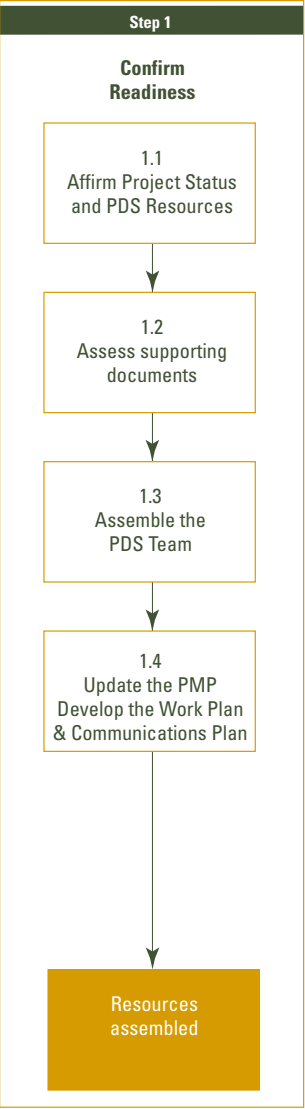 Step 1
Confirm
Readiness
1.1
Affirm Project Status
and PDS Resources
1.2
Assess supporting
documents
1.3
Assemble the
PDS Team
1.4
Update the PMP
Develop the Work Plan
& Communications Plan
Resources
assembled